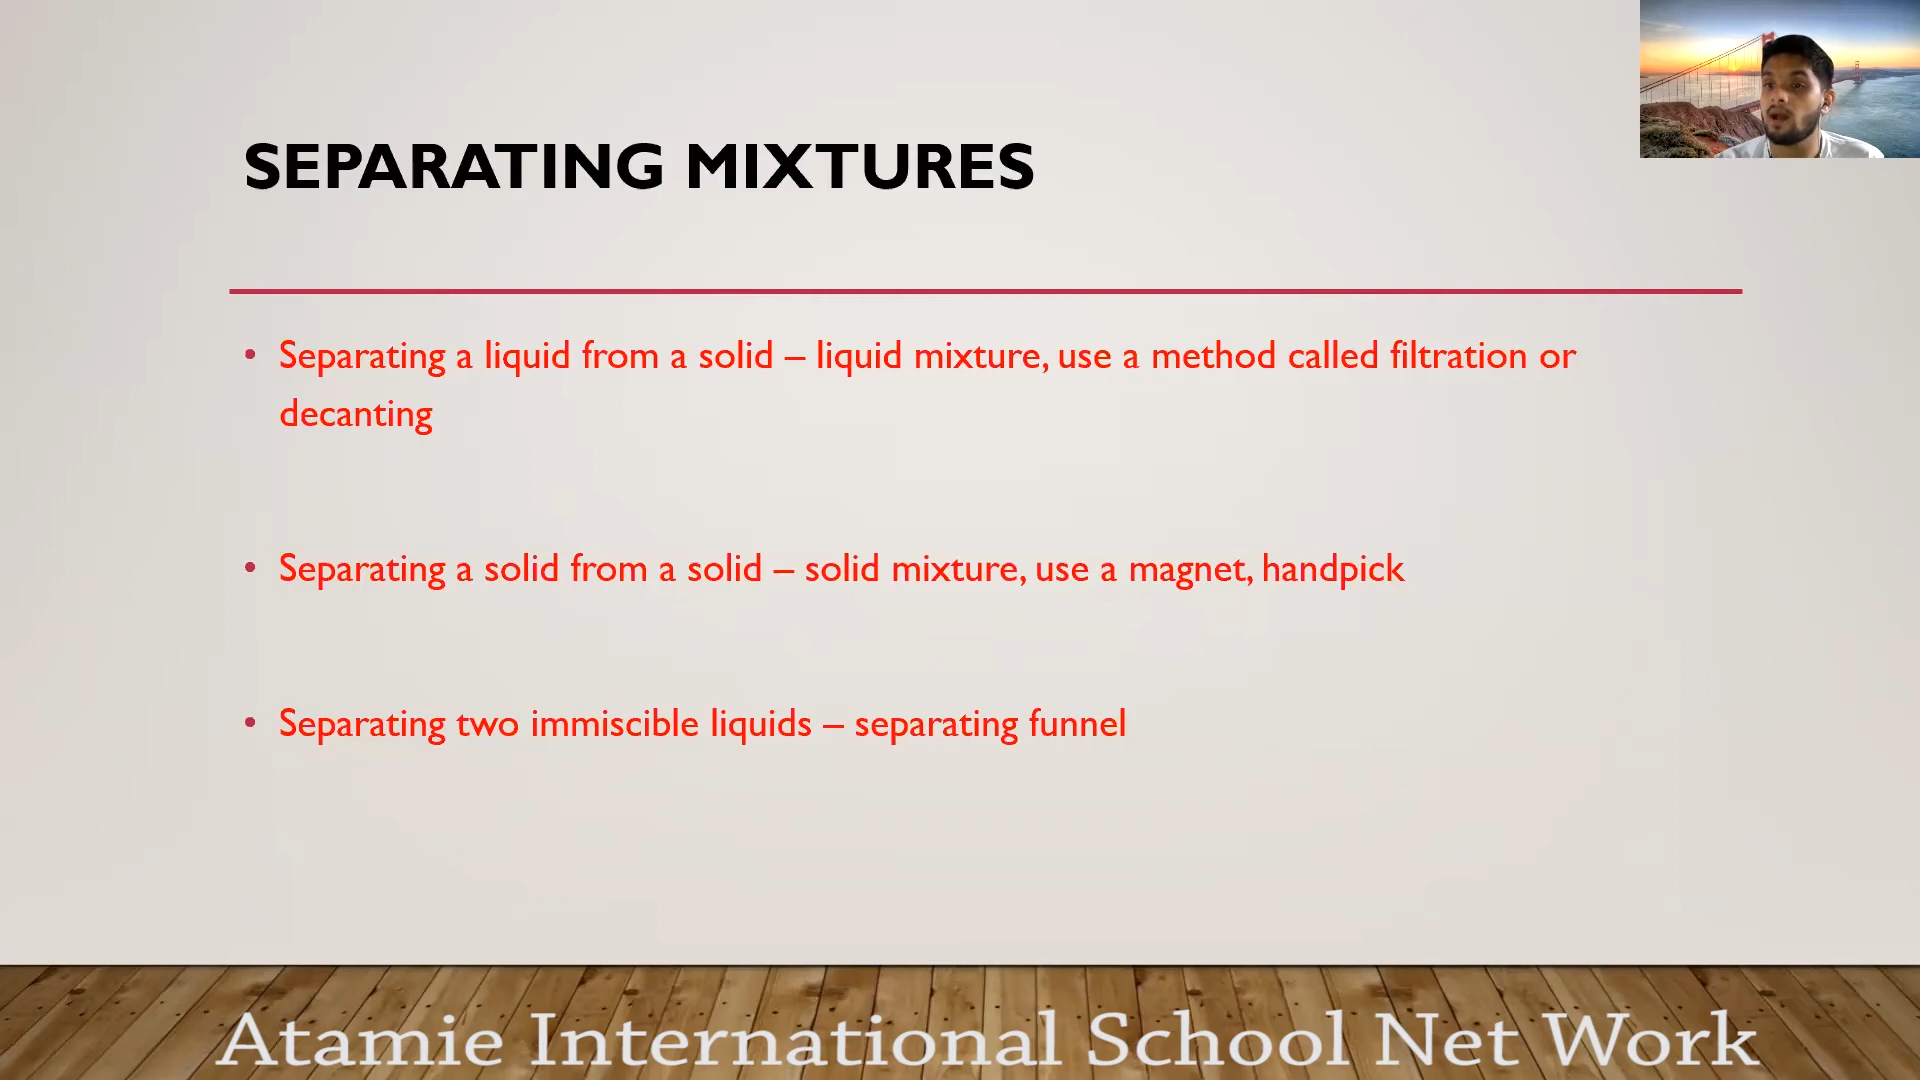 SEPARATING MIXTURES
• Separating a liquid from a solid – liquid mixture, use a method called filtration or
decanting
• Separating a solid from a solid – solid mixture, use a magnet, handpick
• Separating two immiscible liquids – separating funnel
Atamie International School Net Work